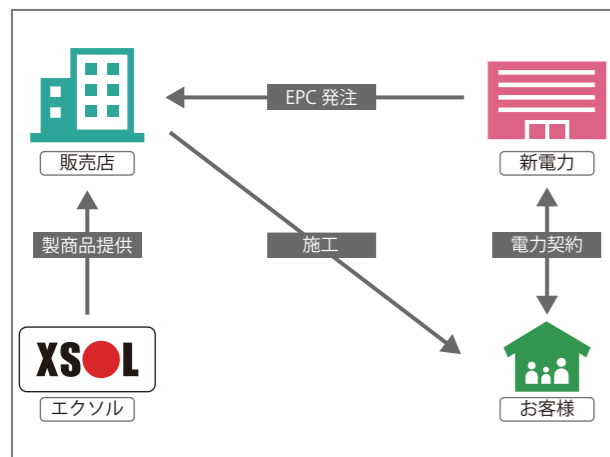 EPC 発注
販売店
新電力
製商品提供
施工
電力契約
XSOL
エクソル
お客様